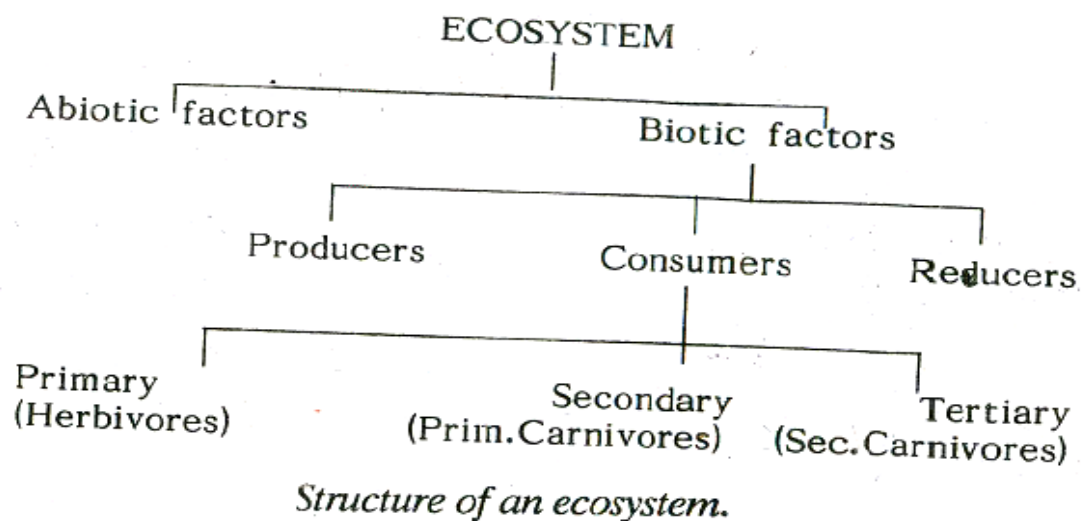 ECOSYSTEM
Abiotic factors
Biotic factors
Producers
Consumers
Reducers
Primary
(Herbivores)
Secondary
(Prim.Carnivores)
Tertiary
(Sec.Carnivores)
Structure of an ecosystem.